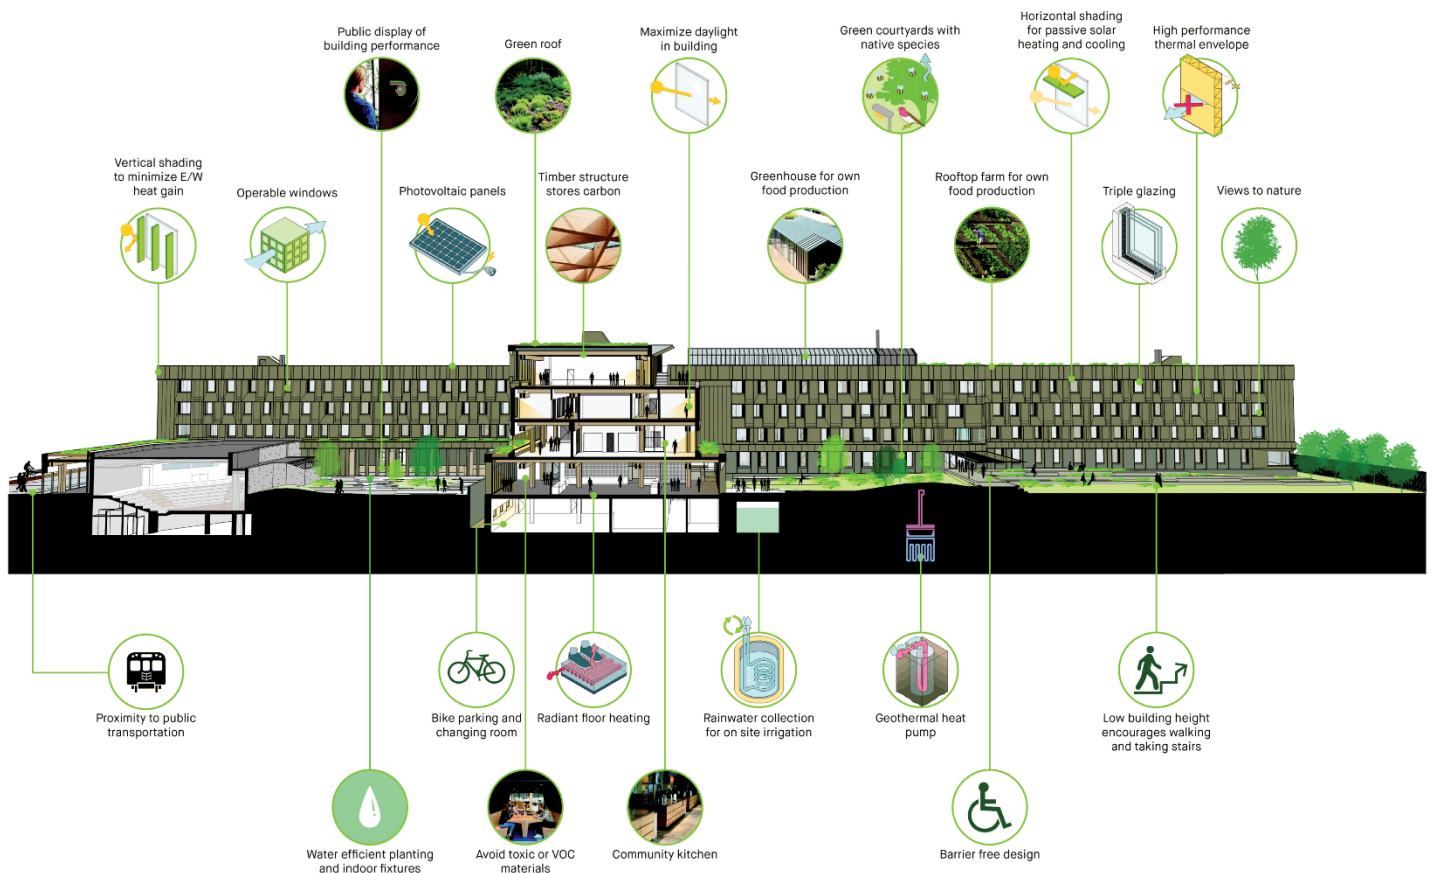 Public display of
building performance
Green roof
Maximize daylight
in building
Green courtyards with
native species
Horizontal shading
for passive solar
heating and cooling
High performance
thermal envelope
Vertical shading
to minimize E/W
heat gain
Operable windows
Photovoltaic panels
Timber structure
stores carbon
Greenhouse for own
food production
Rooftop farm for own
food production
Triple glazing
Views to nature
Proximity to public
transportation
Bike parking and
changing room
Radiant floor heating
Rainwater collection
for on site irrigation
Geothermal heat
pump
Low building height
encourages walking
and taking stairs
Water efficient planting
and indoor fixtures
Avoid toxic or VOC
materials
Community kitchen
Barrier free design